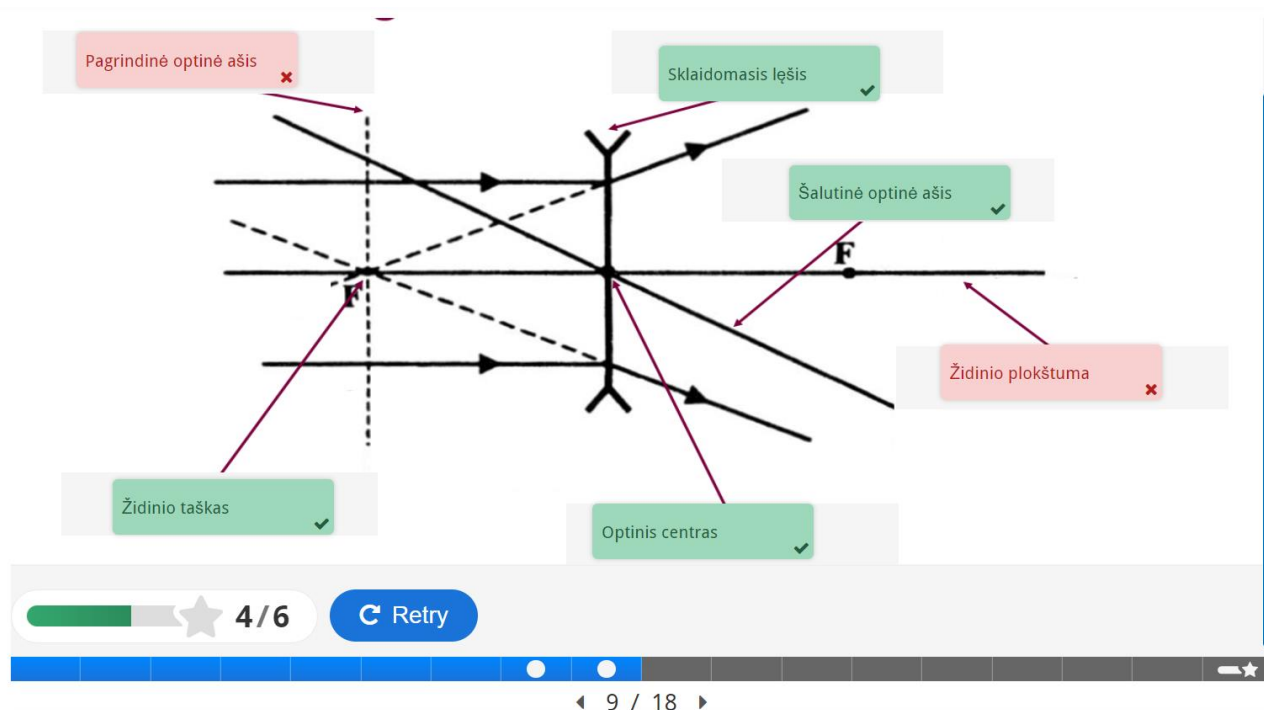 Pagrindinė optinė ašis
Sklaidomasis lęšis
Šalutinė optinė ašis
F
F
Židinio plokštuma
Židinio taškas
Optinis centras
4/6
Retry
9 / 18